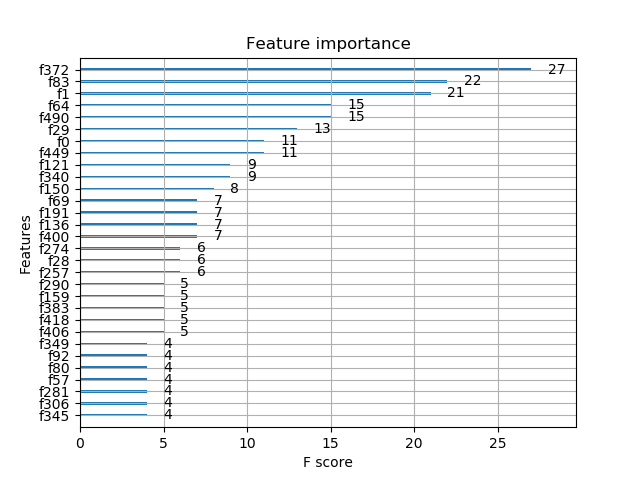 Feature importance
f372 27
f83 22
f1 21
f64 15
f490 15
f29 13
f0 11
f449 11
f121 9
f340 9
f150 8
f69 7
f191 7
f136 7
f400 7
f274 6
f28 6
f257 6
f290 5
f159 5
f383 5
f418 5
f406 5
f349 4
f92 4
f80 4
f57 4
f281 4
f306 4
f345 4
Features
0 5 10 15 20 25
F score